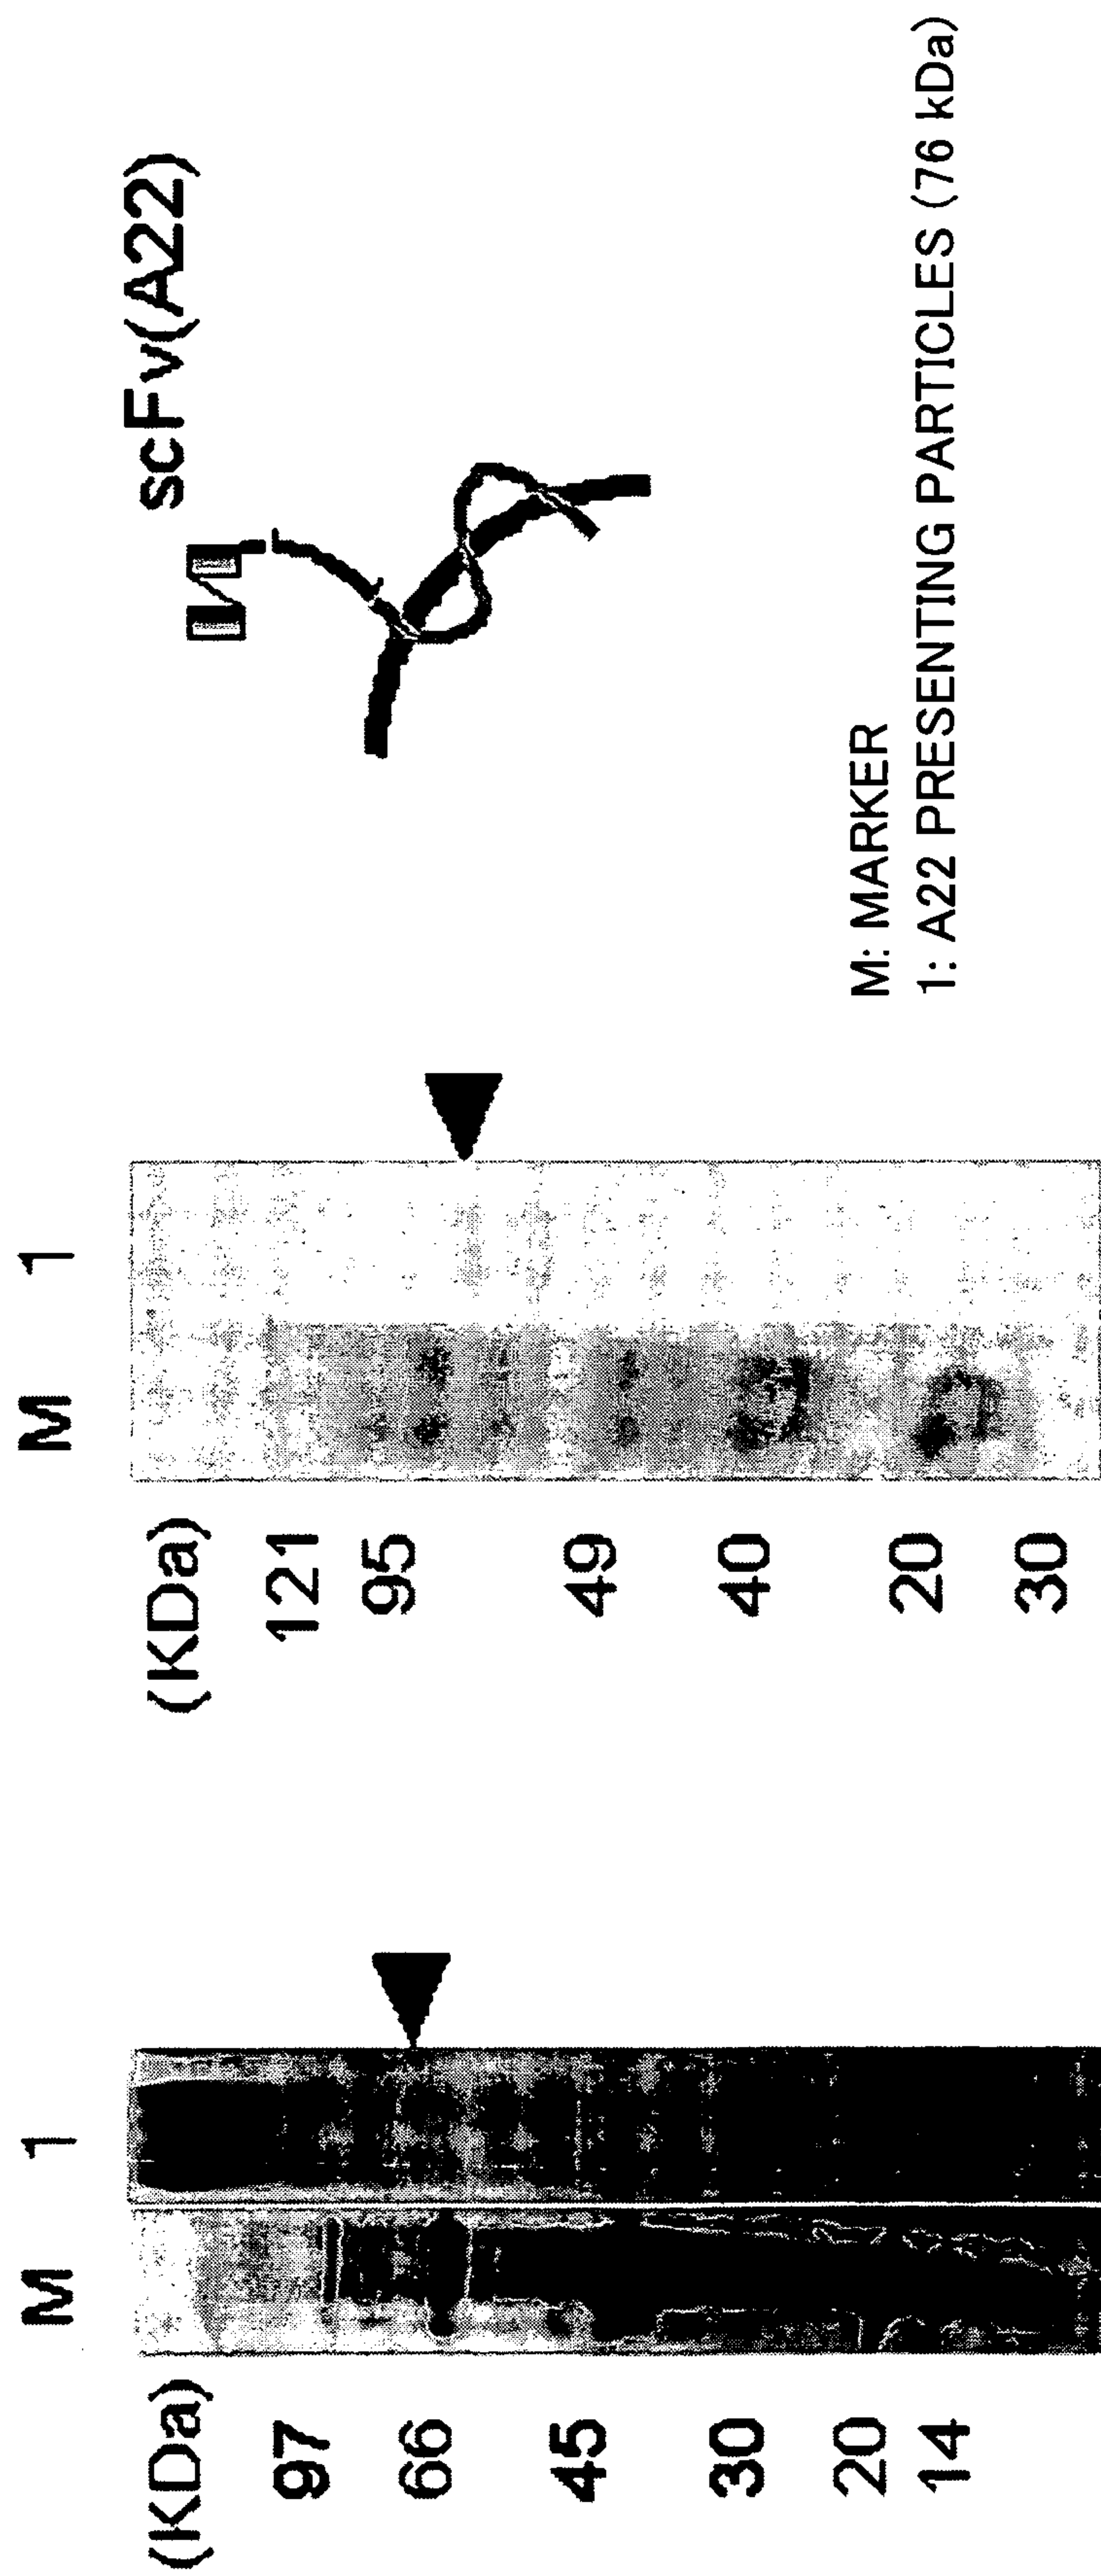 M 1
(KDa)
97
66
45
30
20
14
M 1
(KDa)
121
95
49
40
20
30
scFv(A22)
M: MARKER
1: A22 PRESENTING PARTICLES (76 kDa)